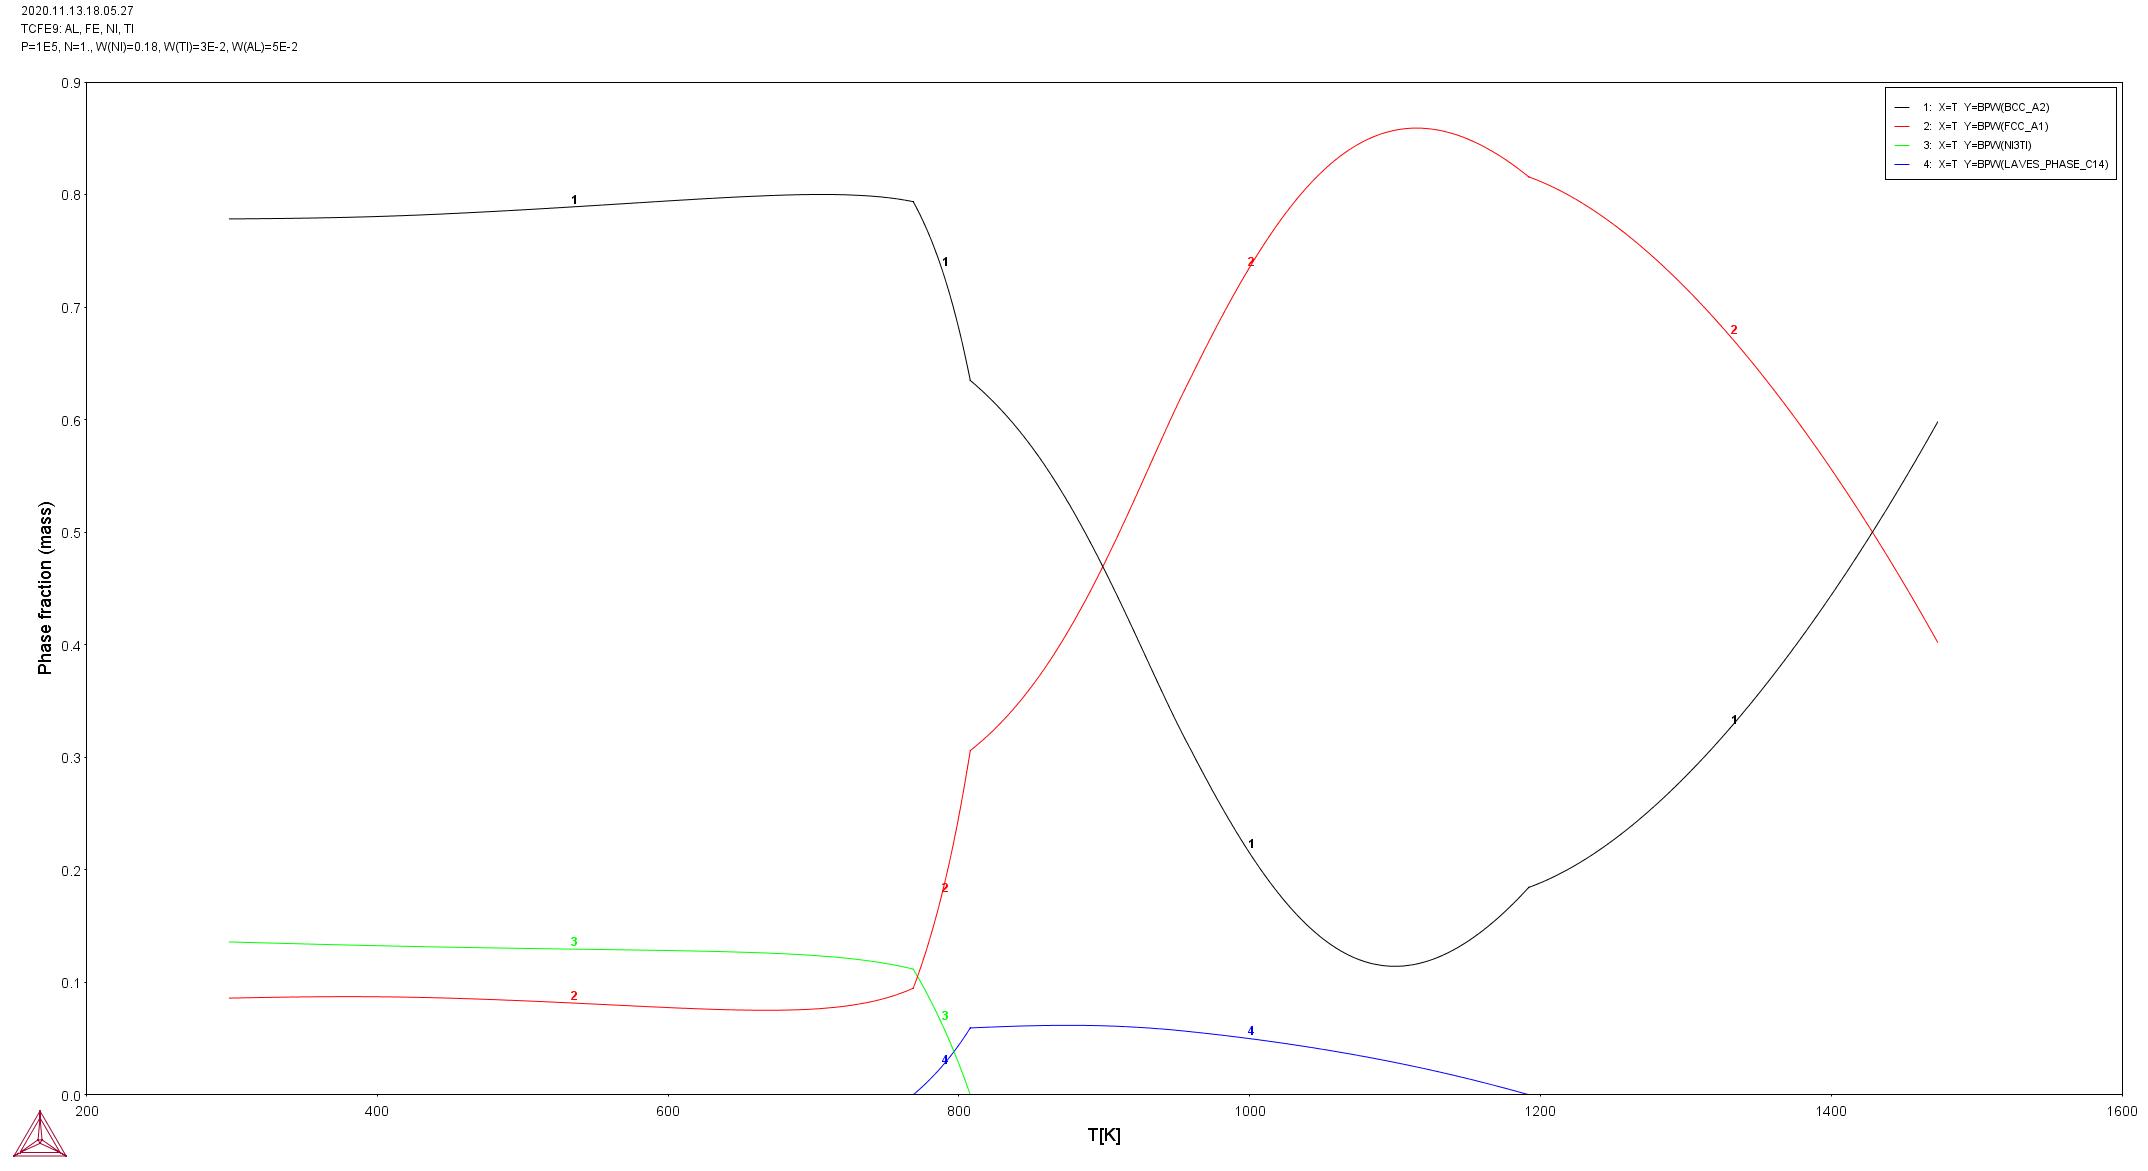 2020.11.13.18.05.27
TCFE9: AL, FE, NI, TI
P=1E5, N=1., W(NI)=0.18, W(TI)=3E-2, W(AL)=5E-2
0.9
0.8
0.7
0.6
0.5
0.4
0.3
0.2
0.1
0.0
Phase fraction (mass)
1: X=T Y=BPW(BCC_A2)
2: X=T Y=BPW(FCC_A1)
3: X=T Y=BPW(NI3TI)
4: X=T Y=BPW(LAVES_PHASE_C14)
1
1
2
2
1
2
1
3
2
3
4
4
1
200 400 600 800 1000 1200 1400 1600
T[K]